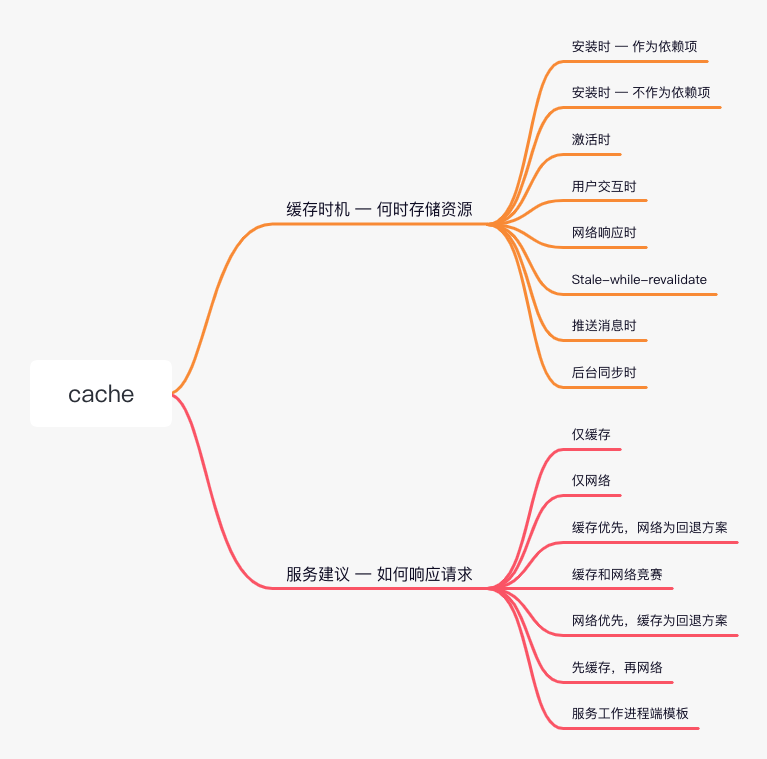 cache
缓存时机 — 何时存储资源
安装时 — 作为依赖项
安装时 — 不作为依赖项
激活时
用户交互时
网络响应时
Stale-while-revalidate
推送消息时
后台同步时
服务建议 — 如何响应请求
仅缓存
仅网络
缓存优先，网络为回退方案
缓存和网络竞赛
网络优先，缓存为回退方案
先缓存，再网络
服务工作进程端模板